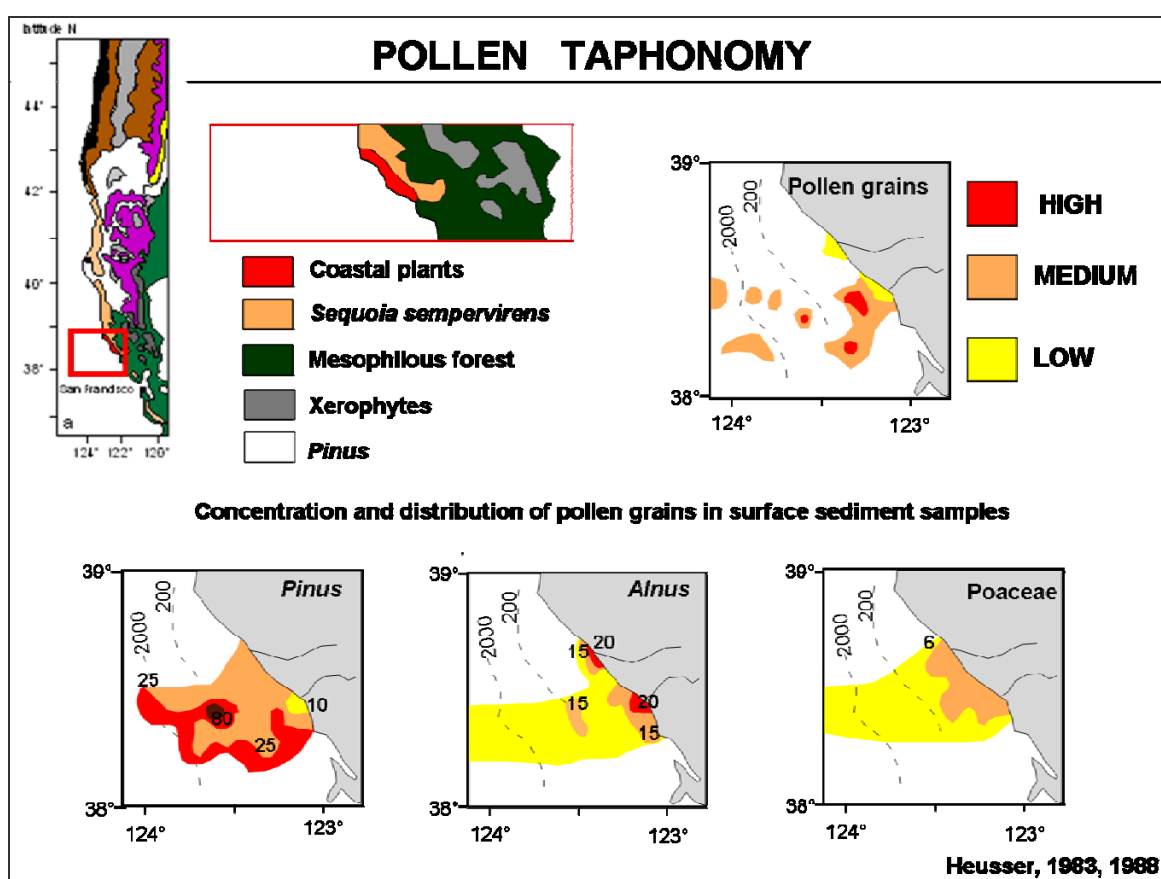 latitude N
POLLEN TAPHONOMY
44°
42°
40°
38°
San Francisco
a
124° 122° 120°
Coastal plants
Sequoia sempervirens
Mesophilous forest
Xerophytes
Pinus
39°
Pollen grains
200
2000
38°
124°
123°
HIGH
MEDIUM
LOW
Concentration and distribution of pollen grains in surface sediment samples
39°
Pinus
200
2000
25
10
80
25
38°
124°
123°
39°
Alnus
200
2000
15
20
15
20
15
38°
124°
123°
39°
Poaceae
200
2000
6
38°
124°
123°
Heusser, 1983, 1988